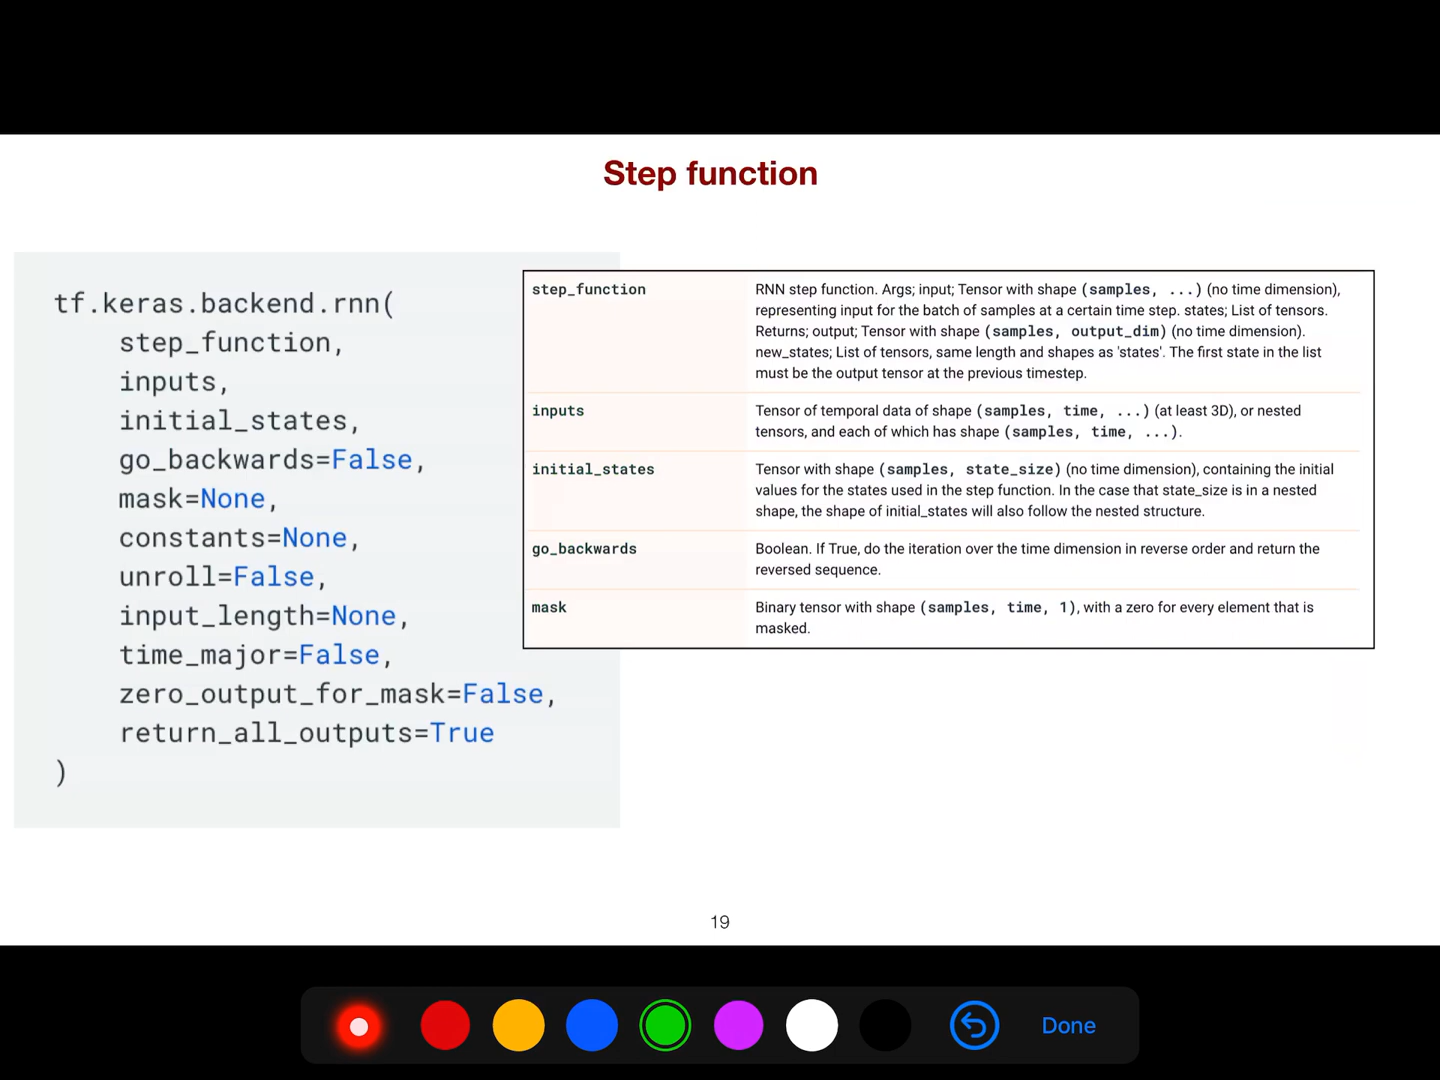 Step function
tf.keras.backend.rnn(
step_function,
inputs,
initial_states,
go_backwards=False,
mask=None,
constants=None,
unroll=False,
input_length=None,
time_major=False,
zero_output_for_mask=False,
return_all_outputs=True
)
step_function
RNN step function. Args; input; Tensor with shape (samples, ...) (no time dimension),
representing input for the batch of samples at a certain time step. states; List of tensors.
Returns; output; Tensor with shape (samples, output_dim) (no time dimension).
new_states; List of tensors, same length and shapes as 'states'. The first state in the list
must be the output tensor at the previous timestep.
inputs
Tensor of temporal data of shape (samples, time, ...) (at least 3D), or nested
tensors, and each of which has shape (samples, time, ...).
initial_states
Tensor with shape (samples, state_size) (no time dimension), containing the initial
values for the states used in the step function. In the case that state_size is in a nested
shape, the shape of initial_states will also follow the nested structure.
go_backwards
Boolean. If True, do the iteration over the time dimension in reverse order and return the
reversed sequence.
mask
Binary tensor with shape (samples, time, 1), with a zero for every element that is
masked.
19
Done